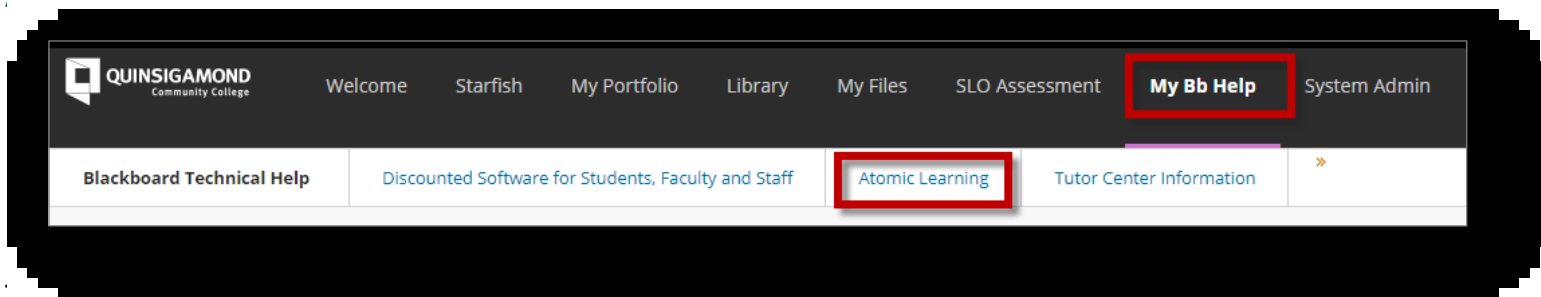 QUINSIGAMOND
Community College
Welcome Starfish My Portfolio Library My Files SLO Assessment My Bb Help System Admin
Blackboard Technical Help Discounted Software for Students, Faculty and Staff Atomic Learning Tutor Center Information »